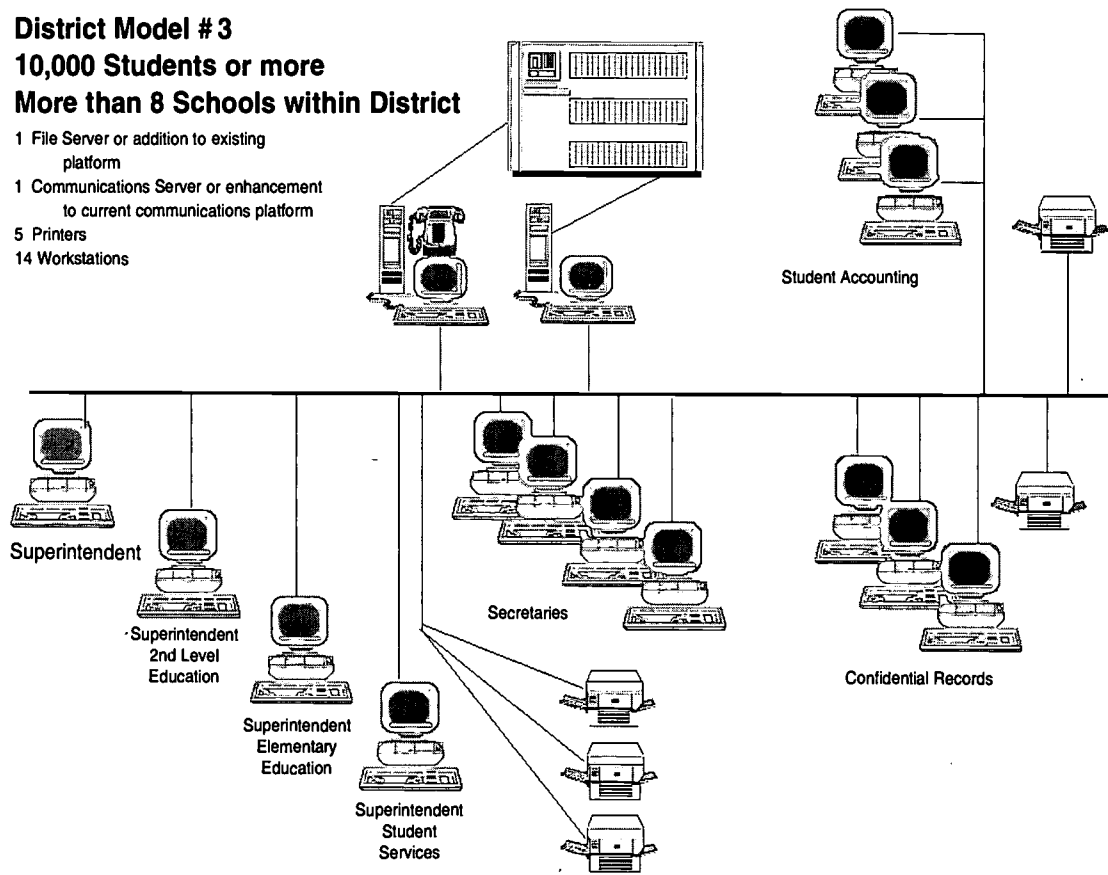 District Model #3
10,000 Students or more
More than 8 Schools within District
1 File Server or addition to existing
platform
1 Communications Server or enhancement
to current communications platform
5 Printers
14 Workstations
Student Accounting
Superintendent
Superintendent
2nd Level
Education
Superintendent
Elementary
Education
Superintendent
Student
Services
Secretaries
Confidential Records